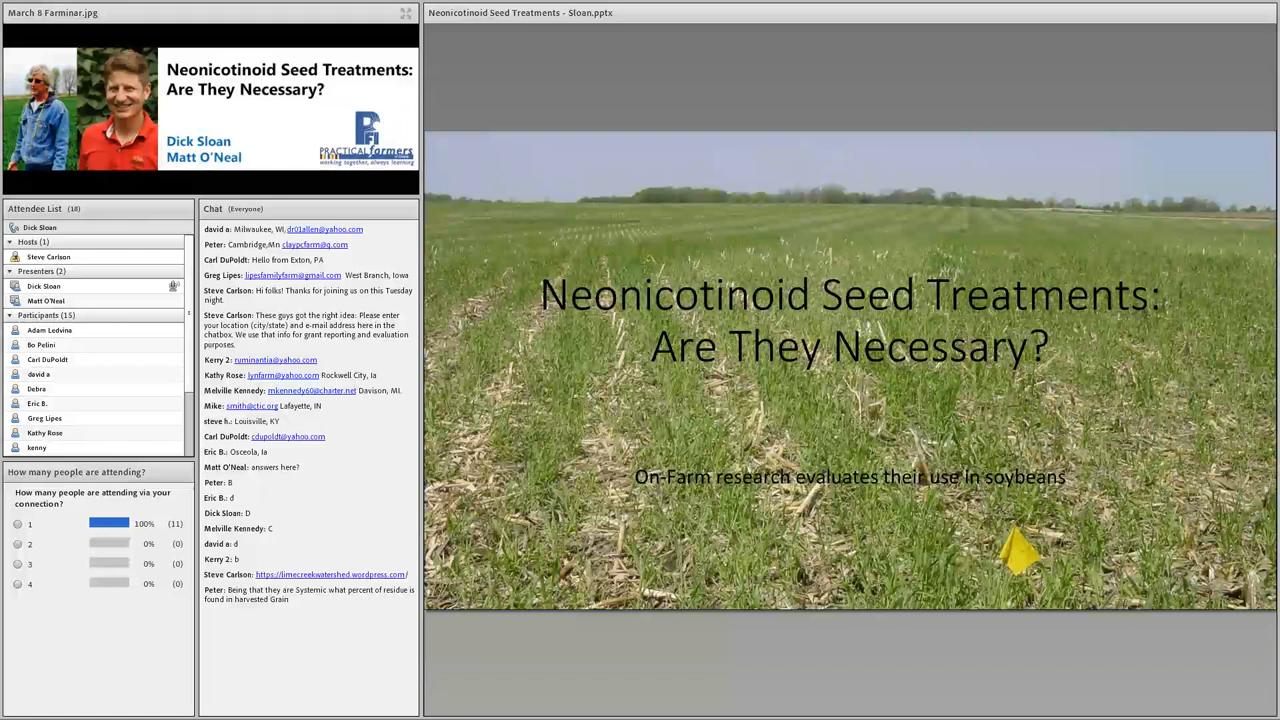 March 8 Farminar.jpg
Neonicotinoid Seed Treatments:
Are They Necessary?
Dick Sloan
Matt O'Neal
PFI
PRACTICAL farmers
working together, always learning
Attendee List (18)
Dick Sloan
Hosts (1)
Steve Carlson
Presenters (2)
Dick Sloan
Matt O'Neal
Participants (15)
Adam Ledvina
Bo Pelini
Carl DuPoldt
david a
Debra
Eric B.
Greg Lipes
Kathy Rose
kenny
How many people are attending?
How many people are attending via your
connection?
1 100% (11)
2 0% (0)
3 0% (0)
4 0% (0)
Chat (Everyone)
david a: Milwaukee, WI, dr01allen@yahoo.com
Peter: Cambridge,Mn claypcfarm@q.com
Carl DuPoldt: Hello from Exton, PA
Greg Lipes: lipesfamilyfarm@gmail.com West Branch, Iowa
Steve Carlson: Hi folks! Thanks for joining us on this Tuesday
night.
Steve Carlson: These guys got the right idea: Please enter
your location (city/state) and e-mail address here in the
chatbox. We use that info for grant reporting and evaluation
purposes.
Kerry 2: ruminantia@yahoo.com
Kathy Rose: lynfarm@yahoo.com Rockwell City, Ia
Melville Kennedy: mkennedy60@charter.net Davison, MI.
Mike: smith@ctic.org Lafayette, IN
steve h.: Louisville, KY
Carl DuPoldt: cdupoldt@yahoo.com
Eric B.: Osceola, Ia
Matt O'Neal: answers here?
Peter: B
Eric B.: d
Dick Sloan: D
Melville Kennedy: C
david a: d
Kerry 2: b
Steve Carlson: https://limecreekwatershed.wordpress.com/
Peter: Being that they are Systemic what percent of residue is
found in harvested Grain
Neonicotinoid Seed Treatments - Sloan.pptx
Neonicotinoid Seed Treatments:
Are They Necessary?
On-Farm research evaluates their use in soybeans